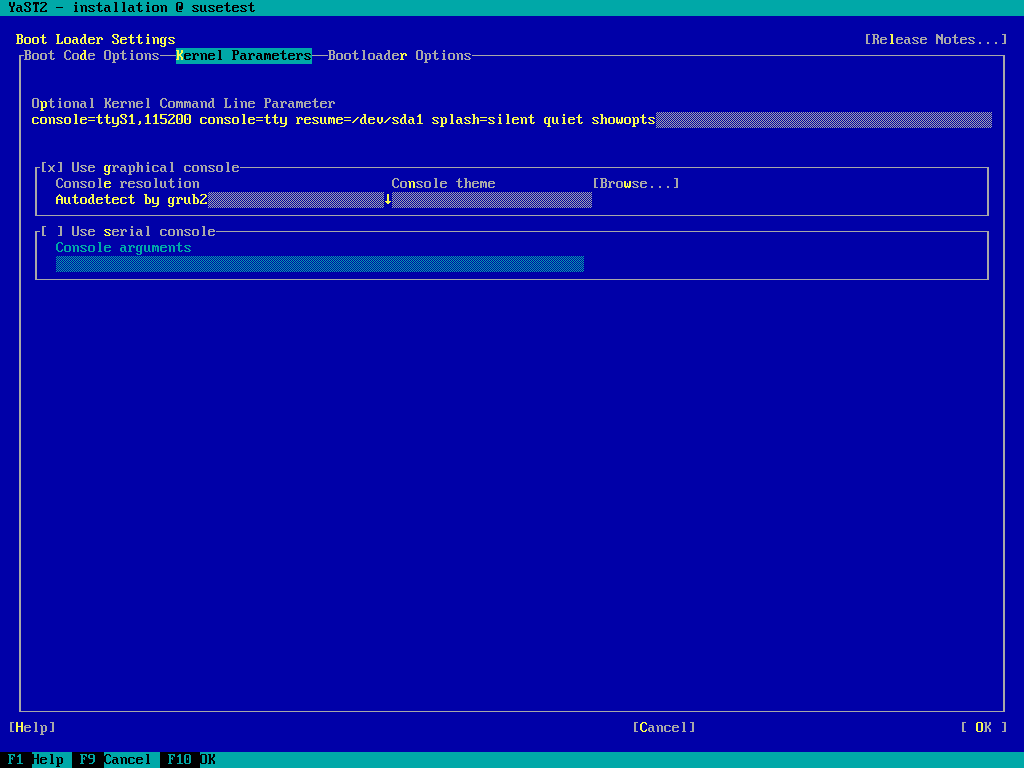 YaST2 - installation @ susetest
Boot Loader Settings [Release Notes...]
Boot Code Options Kernel Parameters Bootloader Options
Optional Kernel Command Line Parameter
console=ttyS1,115200 console=tty resume=/dev/sda1 splash=silent quiet showopts
[x] Use graphical console
Console resolution Console theme [Browse...]
Autodetect by grub2 ↓
[ ] Use serial console
Console arguments
[Help] [Cancel] [ OK ]
F1 Help F9 Cancel F10 OK